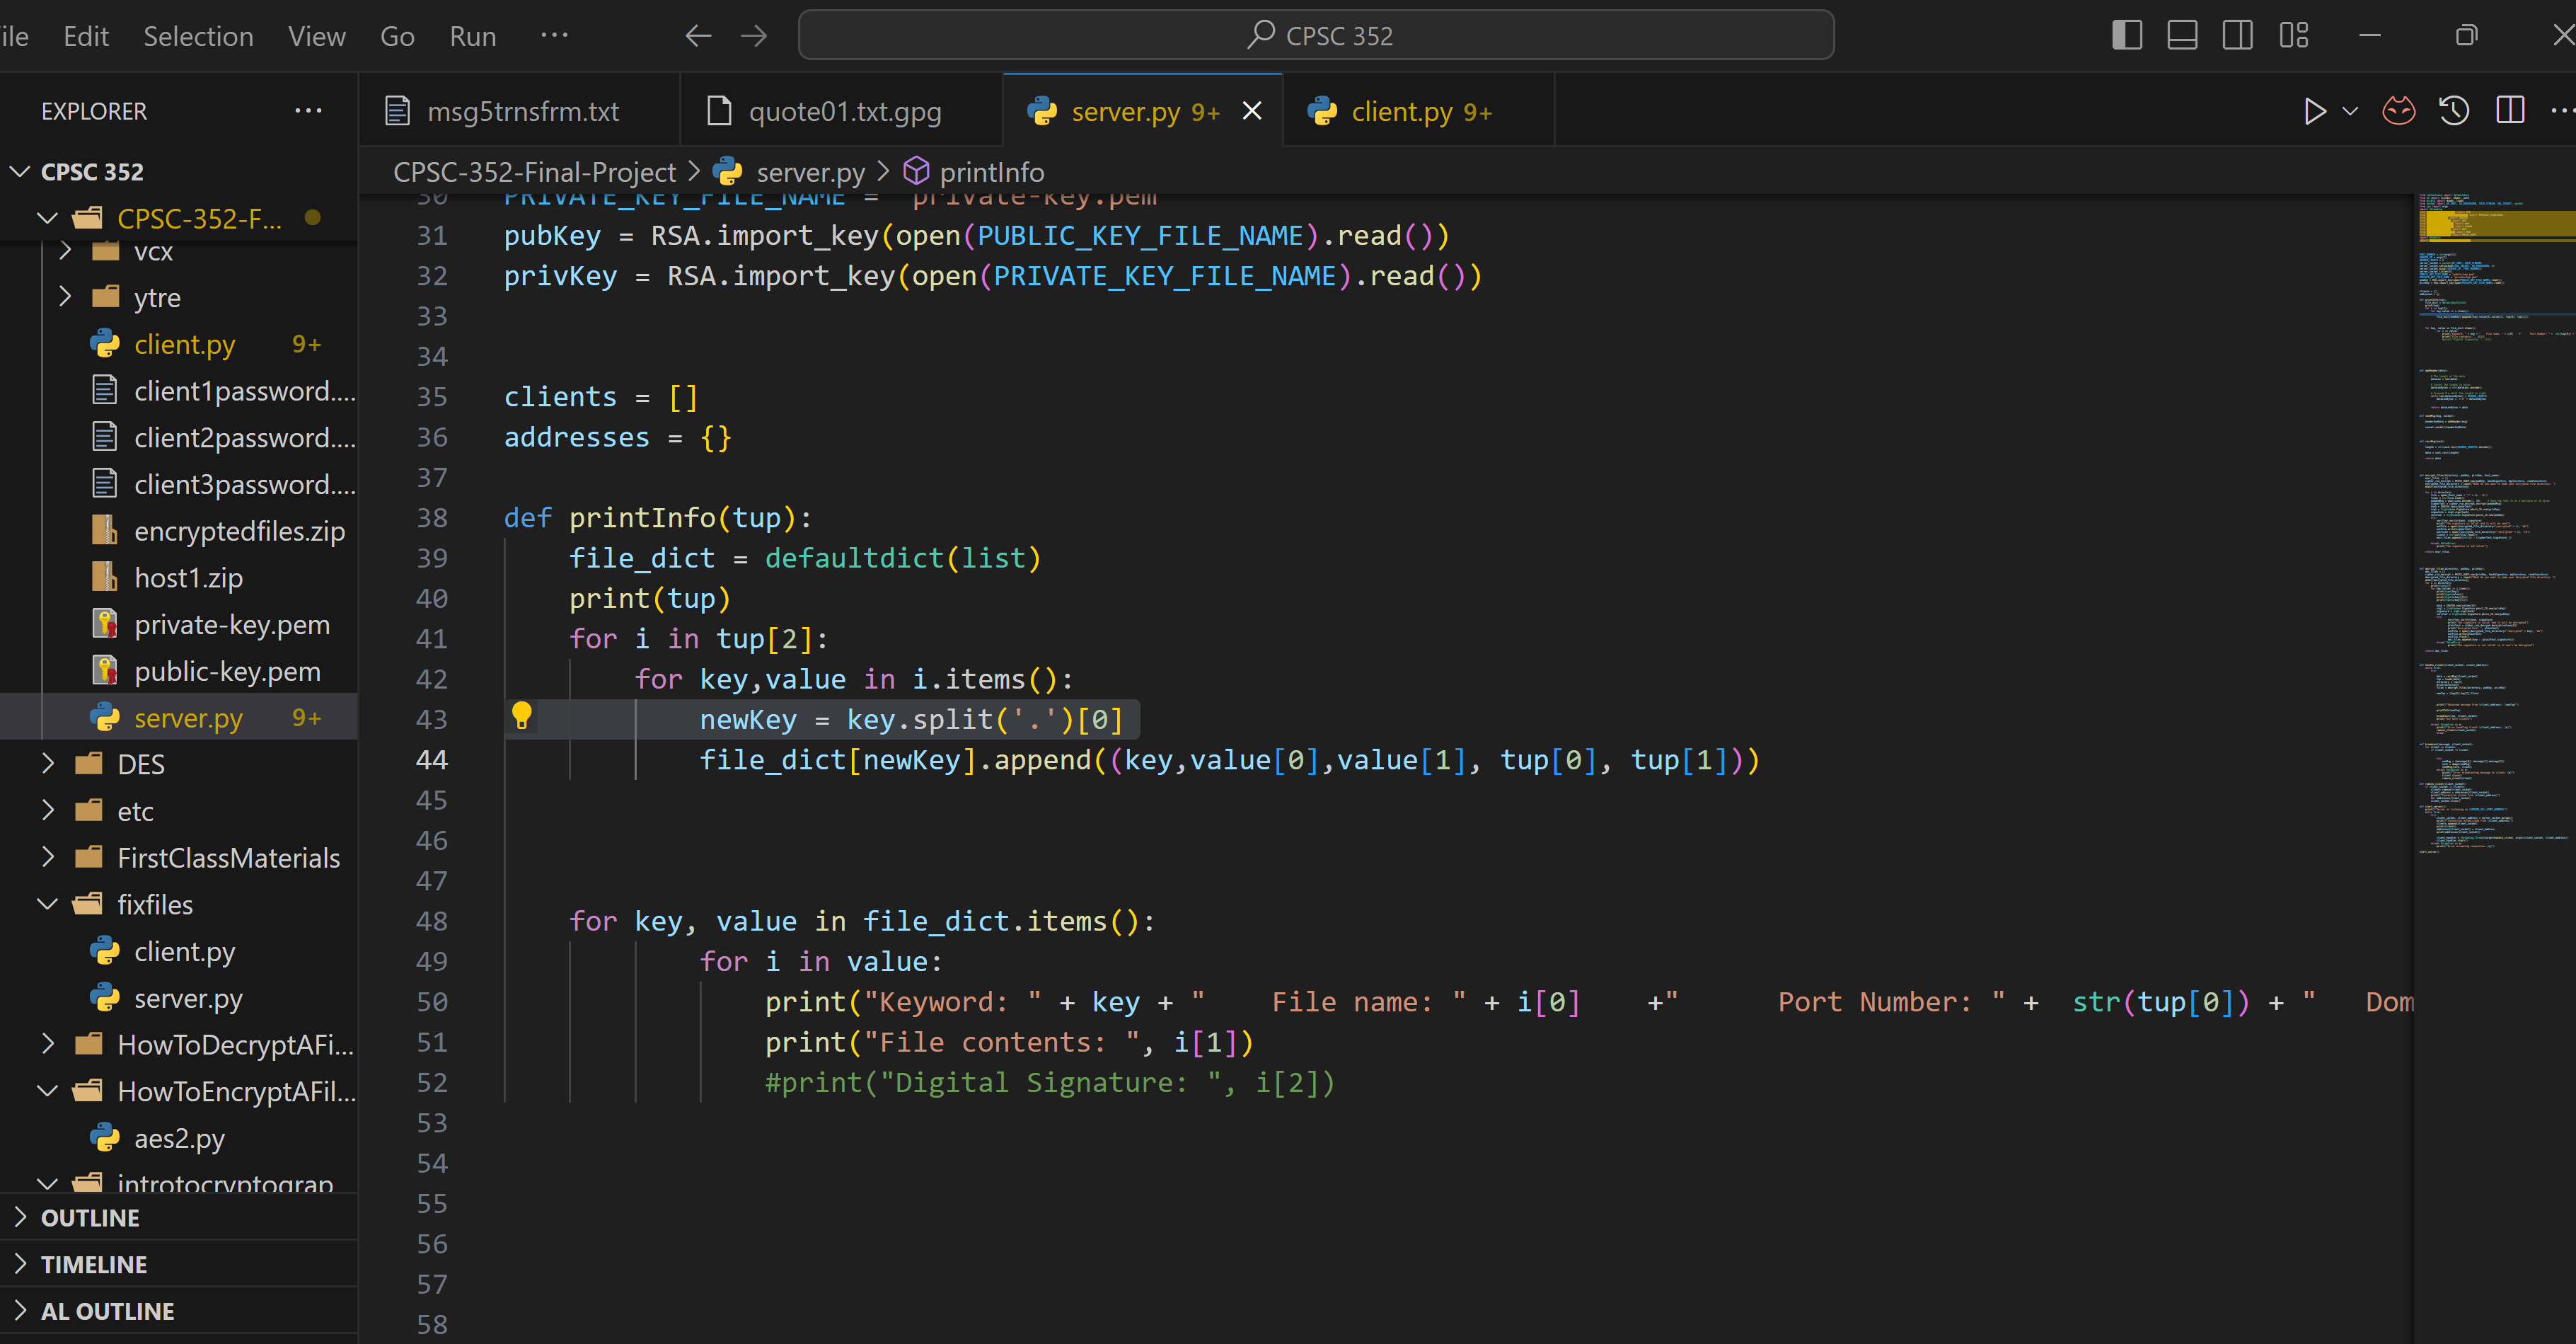 ile Edit Selection View Go Run ··· CPSC 352
EXPLORER ···
CPSC 352
CPSC-352-F...
vcx
ytre
client.py 9+
client1password....
client2password....
client3password....
encryptedfiles.zip
host1.zip
private-key.pem
public-key.pem
server.py 9+
DES
etc
FirstClassMaterials
fixfiles
client.py
server.py
HowToDecryptAFi...
HowToEncryptAFil...
aes2.py
introtocryptograp
OUTLINE
TIMELINE
AL OUTLINE
msg5trnsfrm.txt quote01.txt.gpg server.py 9+ client.py 9+
CPSC-352-Final-Project > server.py > printInfo
30 PRIVATE_KEY_FILE_NAME = "private-key.pem"
31 pubKey = RSA.import_key(open(PUBLIC_KEY_FILE_NAME).read())
32 privKey = RSA.import_key(open(PRIVATE_KEY_FILE_NAME).read())
33
34
35 clients = []
36 addresses = {}
37
38 def printInfo(tup):
39 file_dict = defaultdict(list)
40 print(tup)
41 for i in tup[2]:
42 for key,value in i.items():
43 newKey = key.split('.')[0]
44 file_dict[newKey].append((key,value[0],value[1], tup[0], tup[1]))
45
46
47
48 for key, value in file_dict.items():
49 for i in value:
50 print("Keyword: " + key + " File name: " + i[0] +" Port Number: " + str(tup[0]) + " Dom
51 print("File contents: ", i[1])
52 #print("Digital Signature: ", i[2])
53
54
55
56
57
58